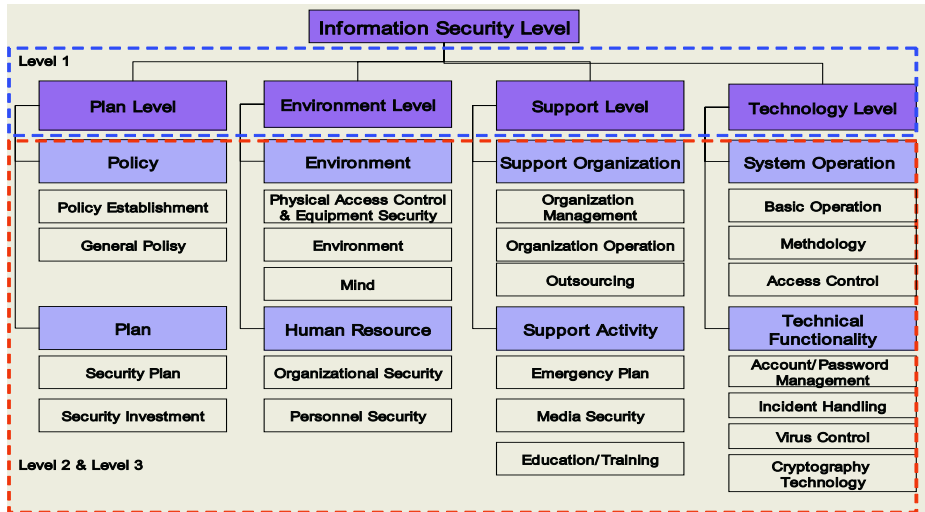 Information Security Level
Level 1
Plan Level
Environment Level
Support Level
Technology Level
Policy
Environment
Support Organization
System Operation
Policy Establishment
Physical Access Control
& Equipment Security
Organization
Management
Basic Operation
General Polisy
Environment
Organization Operation
Methdology
Mind
Outsourcing
Access Control
Plan
Human Resource
Support Activity
Technical
Functionality
Security Plan
Organizational Security
Emergency Plan
Account/Password
Management
Security Investment
Personnel Security
Media Security
Incident Handling
Virus Control
Level 2 & Level 3
Education/Training
Cryptography
Technology